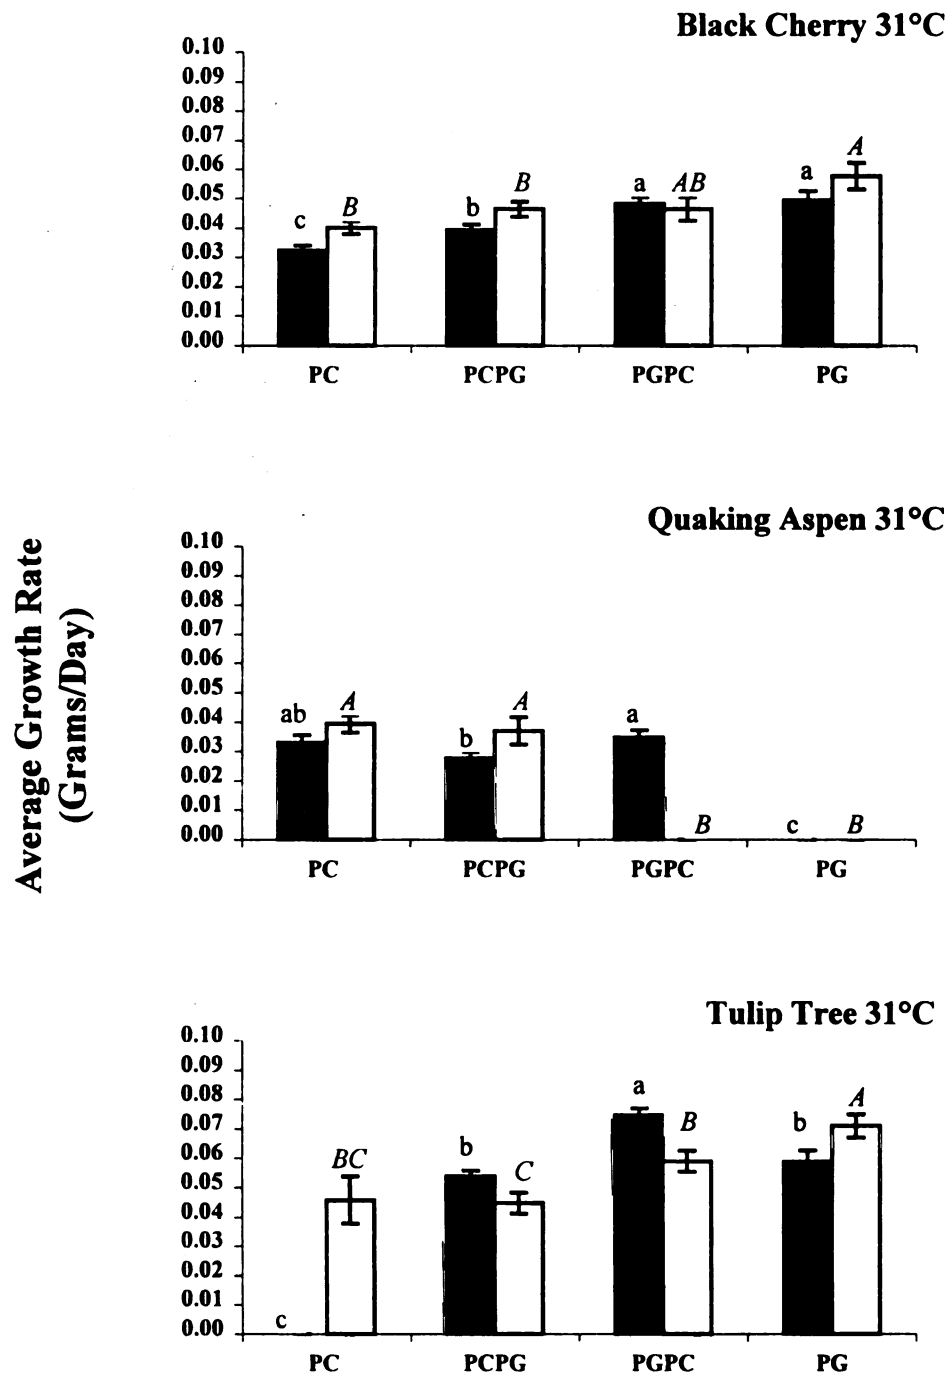 Black Cherry 31°C
0.10
0.09
0.08
0.07
0.06
0.05
0.04
0.03
0.02
0.01
0.00
c
B
b
B
a
AB
a
A
PC
PCPG
PGPC
PG
Average Growth Rate
(Grams/Day)
Quaking Aspen 31°C
0.10
0.09
0.08
0.07
0.06
0.05
0.04
0.03
0.02
0.01
0.00
ab
A
b
A
a
B
c
B
PC
PCPG
PGPC
PG
Tulip Tree 31°C
0.10
0.09
0.08
0.07
0.06
0.05
0.04
0.03
0.02
0.01
0.00
c
BC
b
C
a
B
b
A
PC
PCPG
PGPC
PG